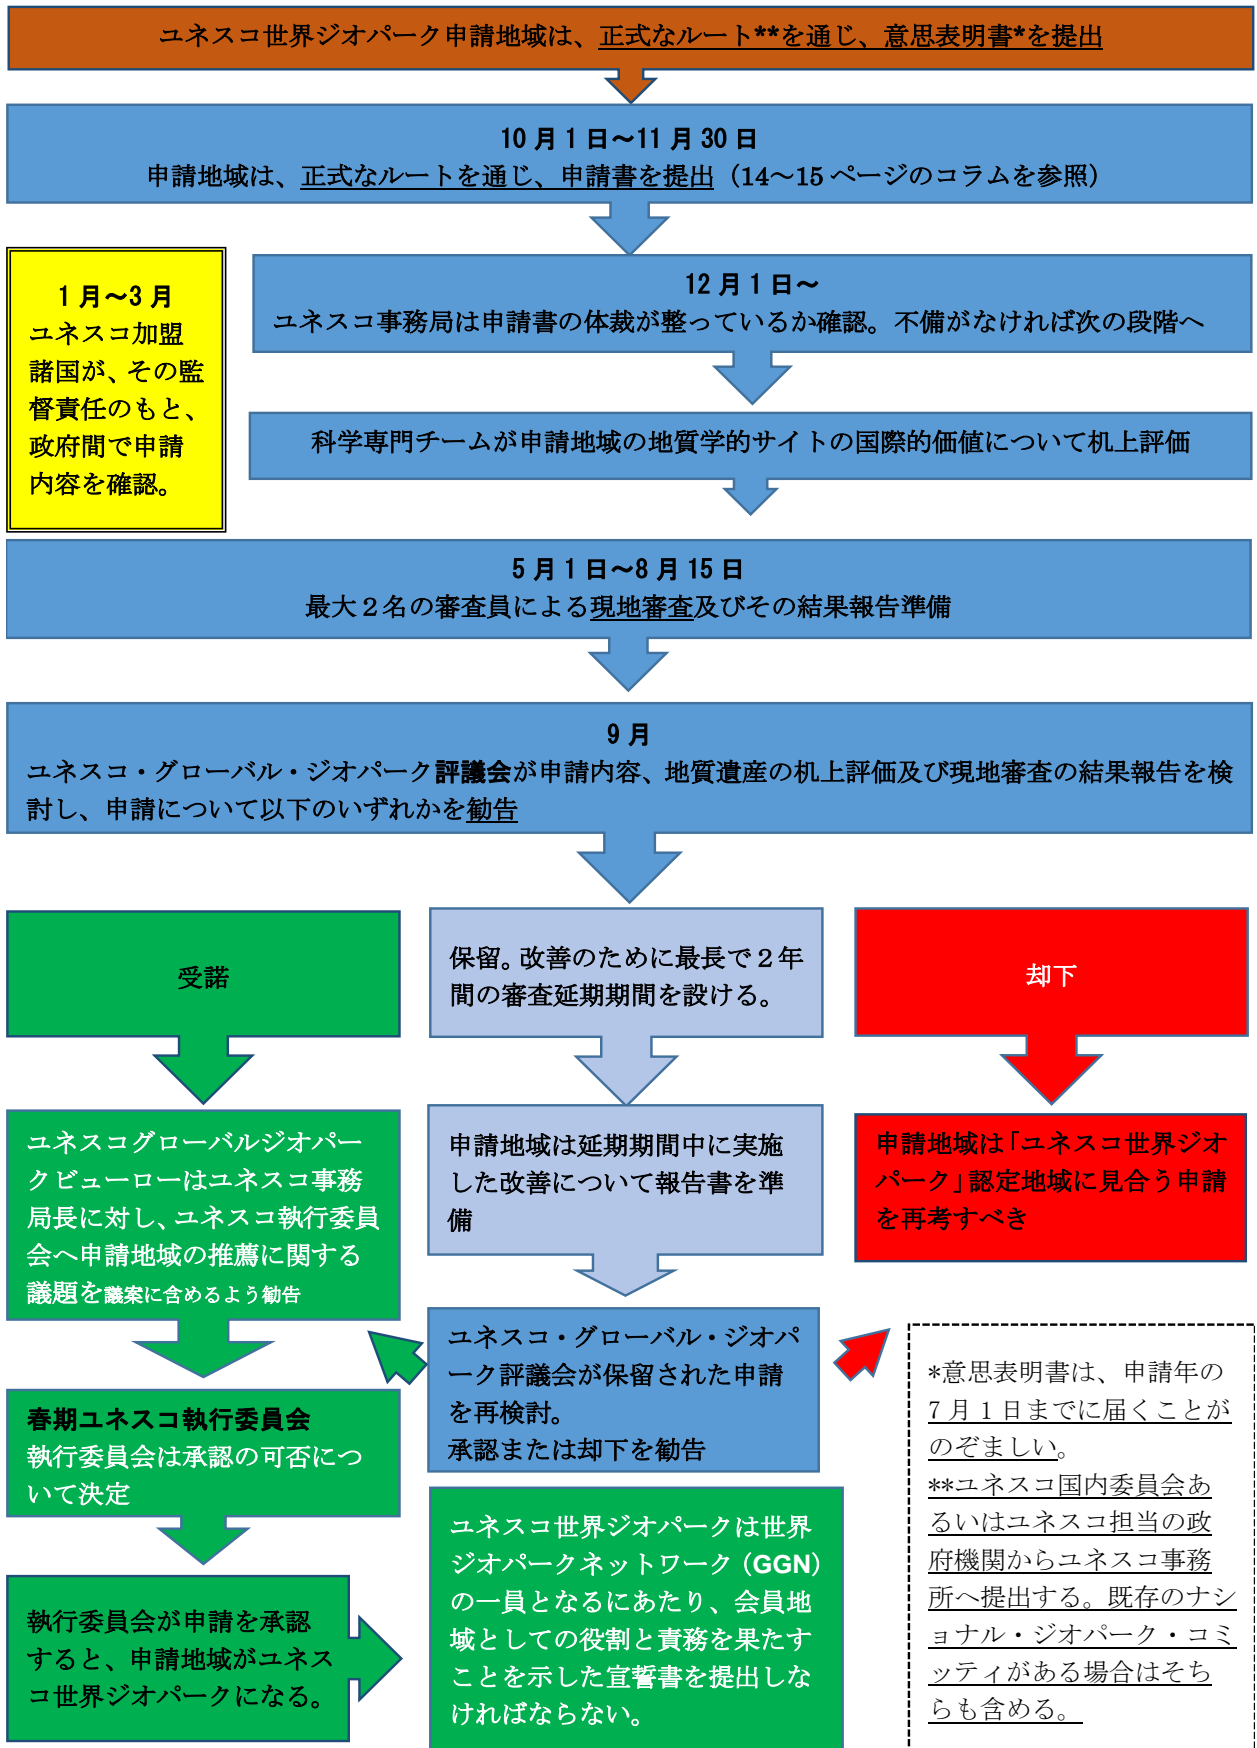 ユネスコ世界ジオパーク申請地域は、正式なルート**を通じ、意思表明書*を提出
10月1日～11月30日
申請地域は、正式なルートを通じ、申請書を提出（14～15ページのコラムを参照）
1月～3月
ユネスコ加盟
諸国が、その監
督責任のもと、
政府間で申請
内容を確認。
12月1日～
ユネスコ事務局は申請書の体裁が整っているか確認。不備がなければ次の段階へ
科学専門チームが申請地域の地質学的サイトの国際的価値について机上評価
5月1日～8月15日
最大２名の審査員による現地審査及びその結果報告準備
9月
ユネスコ・グローバル・ジオパーク評議会が申請内容、地質遺産の机上評価及び現地審査の結果報告を検
討し、申請について以下のいずれかを勧告
受諾
保留。改善のために最長で２年
間の審査延期期間を設ける。
却下
ユネスコグローバルジオパー
クビューローはユネスコ事務
局長に対し、ユネスコ執行委員
会へ申請地域の推薦に関する
議題を議案に含めるよう勧告
申請地域は延期期間中に実施
した改善について報告書を準
備
申請地域は「ユネスコ世界ジオ
パーク」認定地域に見合う申請
を再考すべき
ユネスコ・グローバル・ジオパ
ーク評議会が保留された申請
を再検討。
承認または却下を勧告
春期ユネスコ執行委員会
執行委員会は承認の可否につ
いて決定
執行委員会が申請を承認
すると、申請地域がユネス
コ世界ジオパークになる。
ユネスコ世界ジオパークは世界
ジオパークネットワーク（GGN）
の一員となるにあたり、会員地
域としての役割と責務を果たす
ことを示した宣誓書を提出しな
ければならない。
*意思表明書は、申請年の
7月1日までに届くことが
のぞましい。
**ユネスコ国内委員会あ
るいはユネスコ担当の政
府機関からユネスコ事務
所へ提出する。既存のナシ
ョナル・ジオパーク・コミ
ッティがある場合はそち
らも含める。